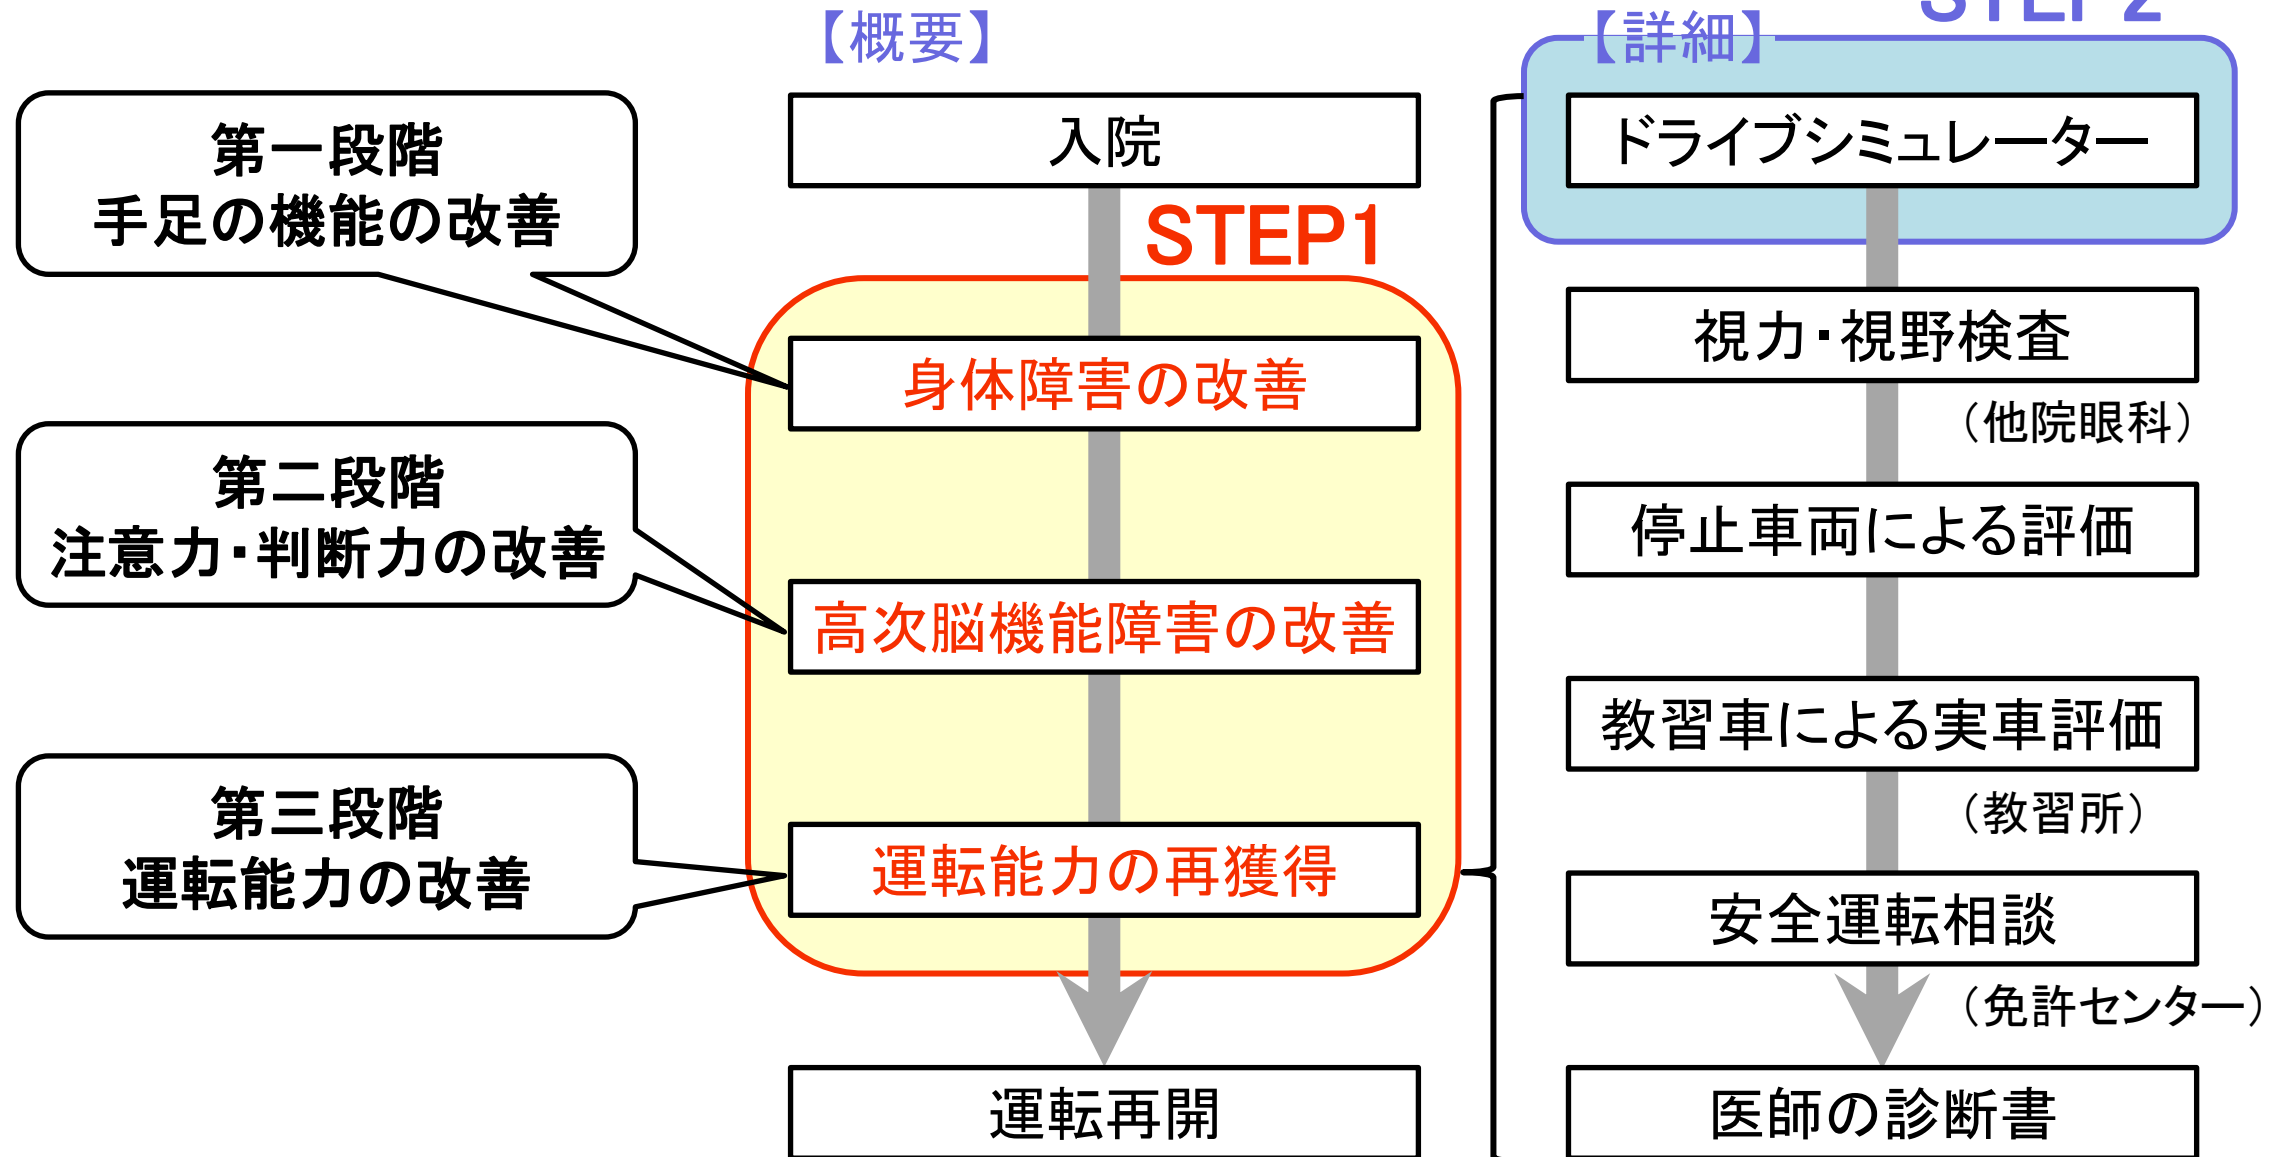 【概要】
入院
STEP1
身体障害の改善
高次脳機能障害の改善
運転能力の再獲得
運転再開
第一段階
手足の機能の改善
第二段階
注意力・判断力の改善
第三段階
運転能力の改善
STEP2
【詳細】
ドライブシミュレーター
視力・視野検査
（他院眼科）
停止車両による評価
教習車による実車評価
（教習所）
安全運転相談
（免許センター）
医師の診断書